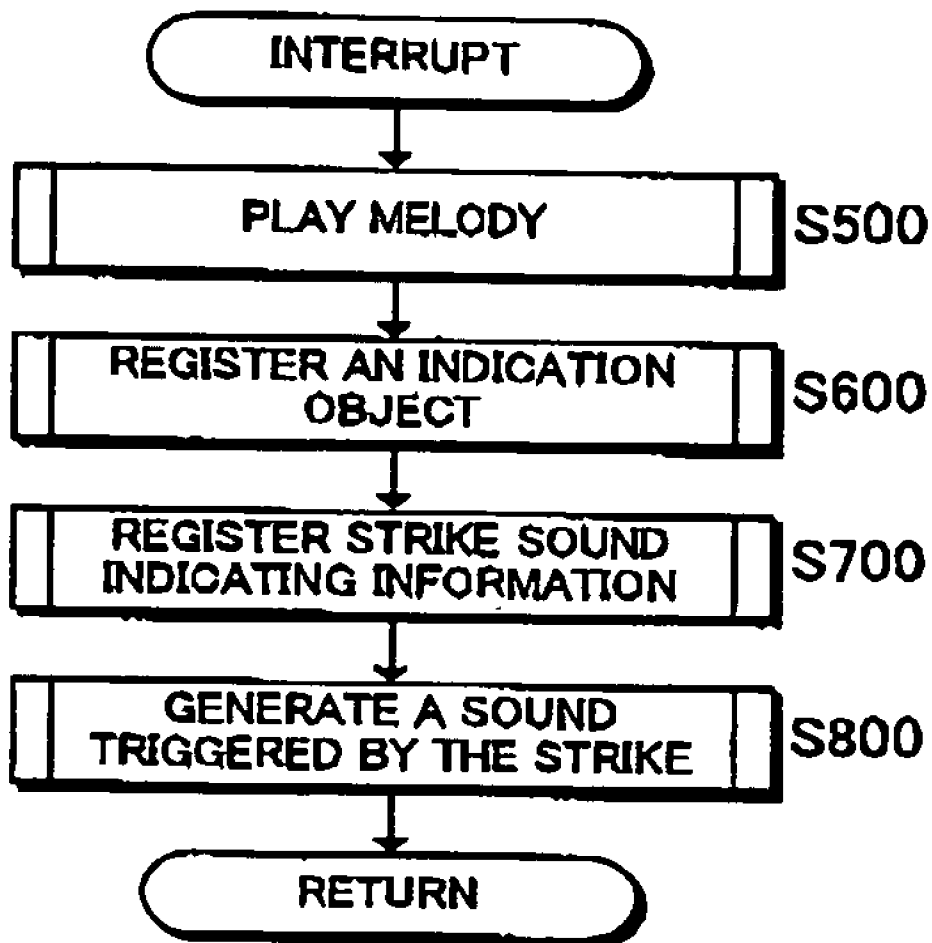 INTERRUPT
PLAY MELODY
S500
REGISTER AN INDICATION
OBJECT
S600
REGISTER STRIKE SOUND
INDICATING INFORMATION
S700
GENERATE A SOUND
TRIGGERED BY THE STRIKE
S800
RETURN